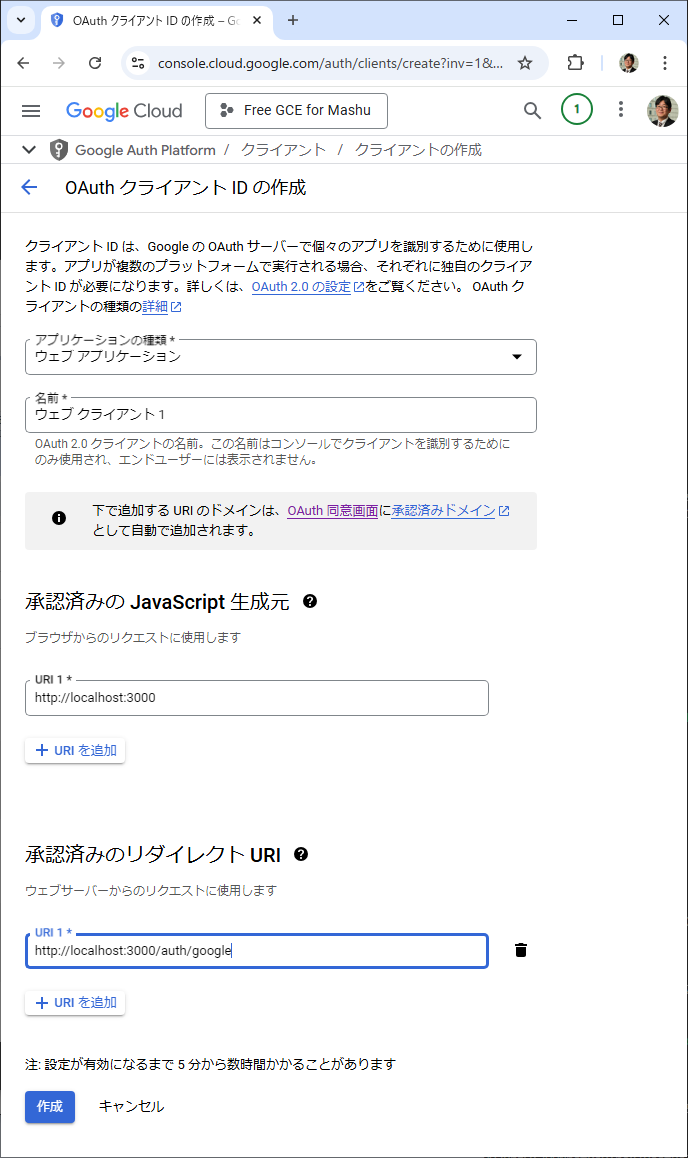 OAuth クライアント ID の作成 – Go
console.cloud.google.com/auth/clients/create?inv=1&...
Google Cloud
Free GCE for Mashu
1
Google Auth Platform / クライアント / クライアントの作成
OAuth クライアント ID の作成
クライアント ID は、Google の OAuth サーバーで個々のアプリを識別するために使用し
ます。アプリが複数のプラットフォームで実行される場合、それぞれに独自のクライア
ント ID が必要になります。詳しくは、OAuth 2.0 の設定をご覧ください。 OAuth ク
ライアントの種類の詳細
アプリケーションの種類 *
ウェブ アプリケーション
名前 *
ウェブ クライアント 1
OAuth 2.0 クライアントの名前。この名前はコンソールでクライアントを識別するために
のみ使用され、エンドユーザーには表示されません。
下で追加する URI のドメインは、OAuth 同意画面に承認済みドメイン
として自動で追加されます。
承認済みの JavaScript 生成元
ブラウザからのリクエストに使用します
URI 1 *
http://localhost:3000
+ URI を追加
承認済みのリダイレクト URI
ウェブサーバーからのリクエストに使用します
URI 1 *
http://localhost:3000/auth/google
+ URI を追加
注: 設定が有効になるまで 5 分から数時間かかることがあります
作成 キャンセル